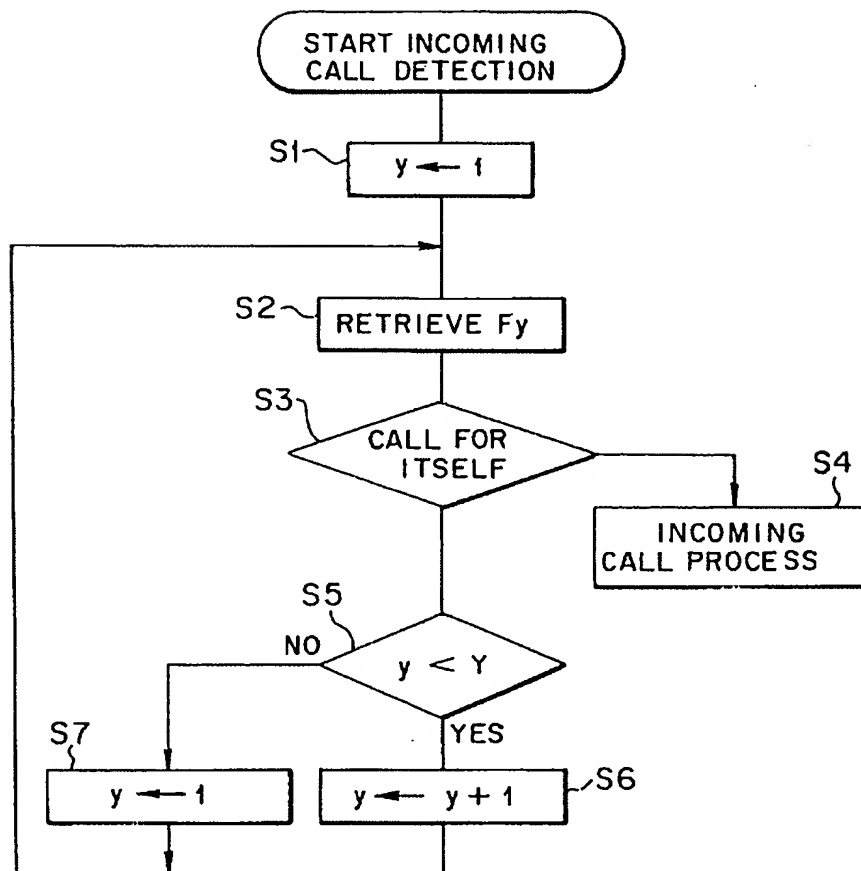 START INCOMING
CALL DETECTION
S1
y ← 1
S2
RETRIEVE Fy
S3
CALL FOR
ITSELF
S4
INCOMING
CALL PROCESS
S5
NO
y < Y
YES
S7
y ← 1
y ← y + 1
S6